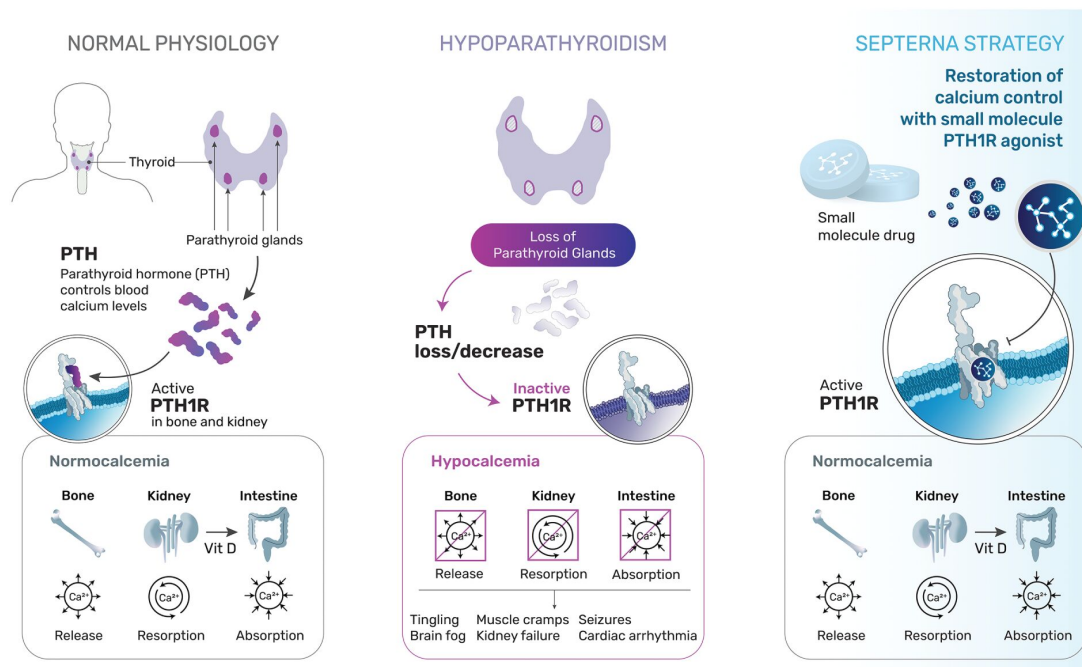 NORMAL PHYSIOLOGY
Thyroid
Parathyroid glands
PTH
Parathyroid hormone (PTH)
controls blood
calcium levels
Active
PTH1R
in bone and kidney
Normocalcemia
Bone
Kidney
Intestine
Vit D
Ca²⁺
Ca²⁺
Ca²⁺
Release
Resorption
Absorption
HYPOPARATHYROIDISM
Loss of
Parathyroid Glands
PTH
loss/decrease
Inactive
PTH1R
Hypocalcemia
Bone
Kidney
Intestine
Ca²⁺
Ca²⁺
Ca²⁺
Release
Resorption
Absorption
Tingling
Muscle cramps
Seizures
Brain fog
Kidney failure
Cardiac arrhythmia
SEPTERNA STRATEGY
Restoration of
calcium control
with small molecule
PTH1R agonist
Small
molecule drug
Active
PTH1R
Normocalcemia
Bone
Kidney
Intestine
Vit D
Ca²⁺
Ca²⁺
Ca²⁺
Release
Resorption
Absorption